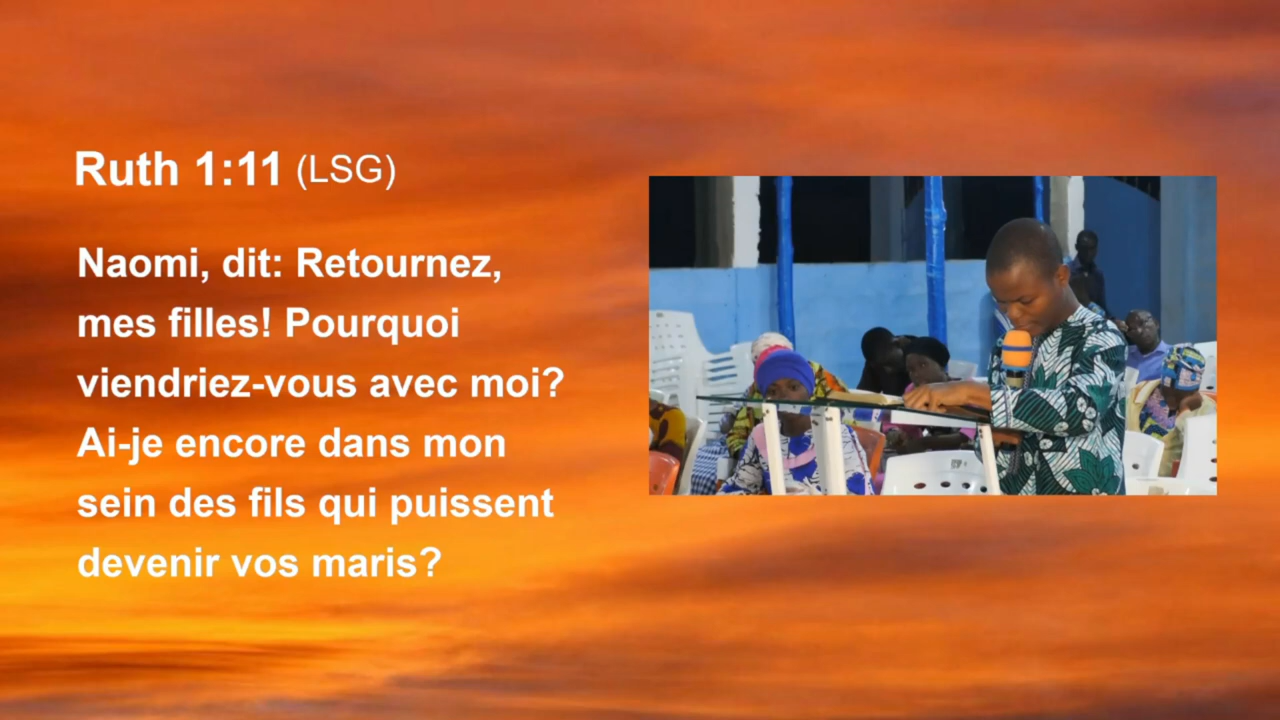 Ruth 1:11 (LSG)
Naomi, dit: Retournez,
mes filles! Pourquoi
viendriez-vous avec moi?
Ai-je encore dans mon
sein des fils qui puissent
devenir vos maris?